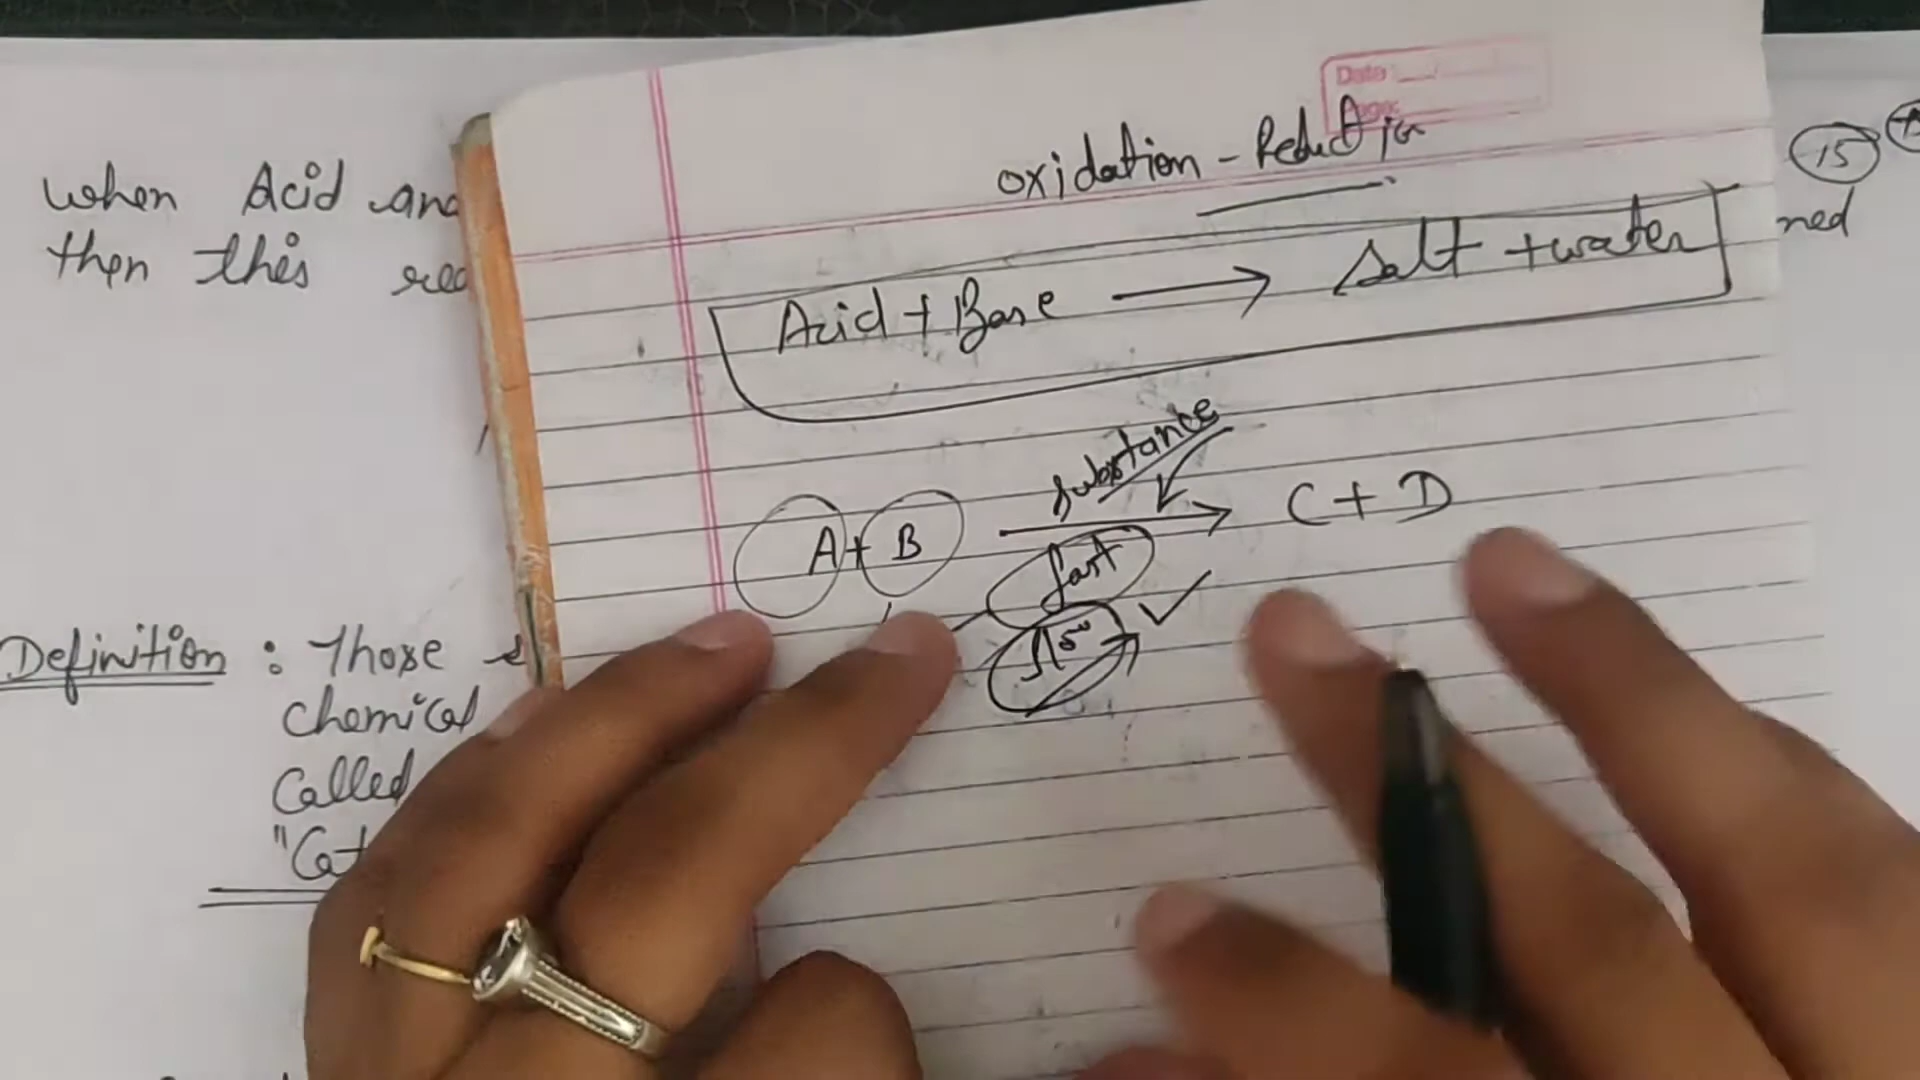 Date
Page
oxidation - Reduction
15
when Acid and
ned
then this
Acid + Base → Salt + water
substance
A + B → C + D
fast
slow
Definition : Those
chemical
Called
"Cat